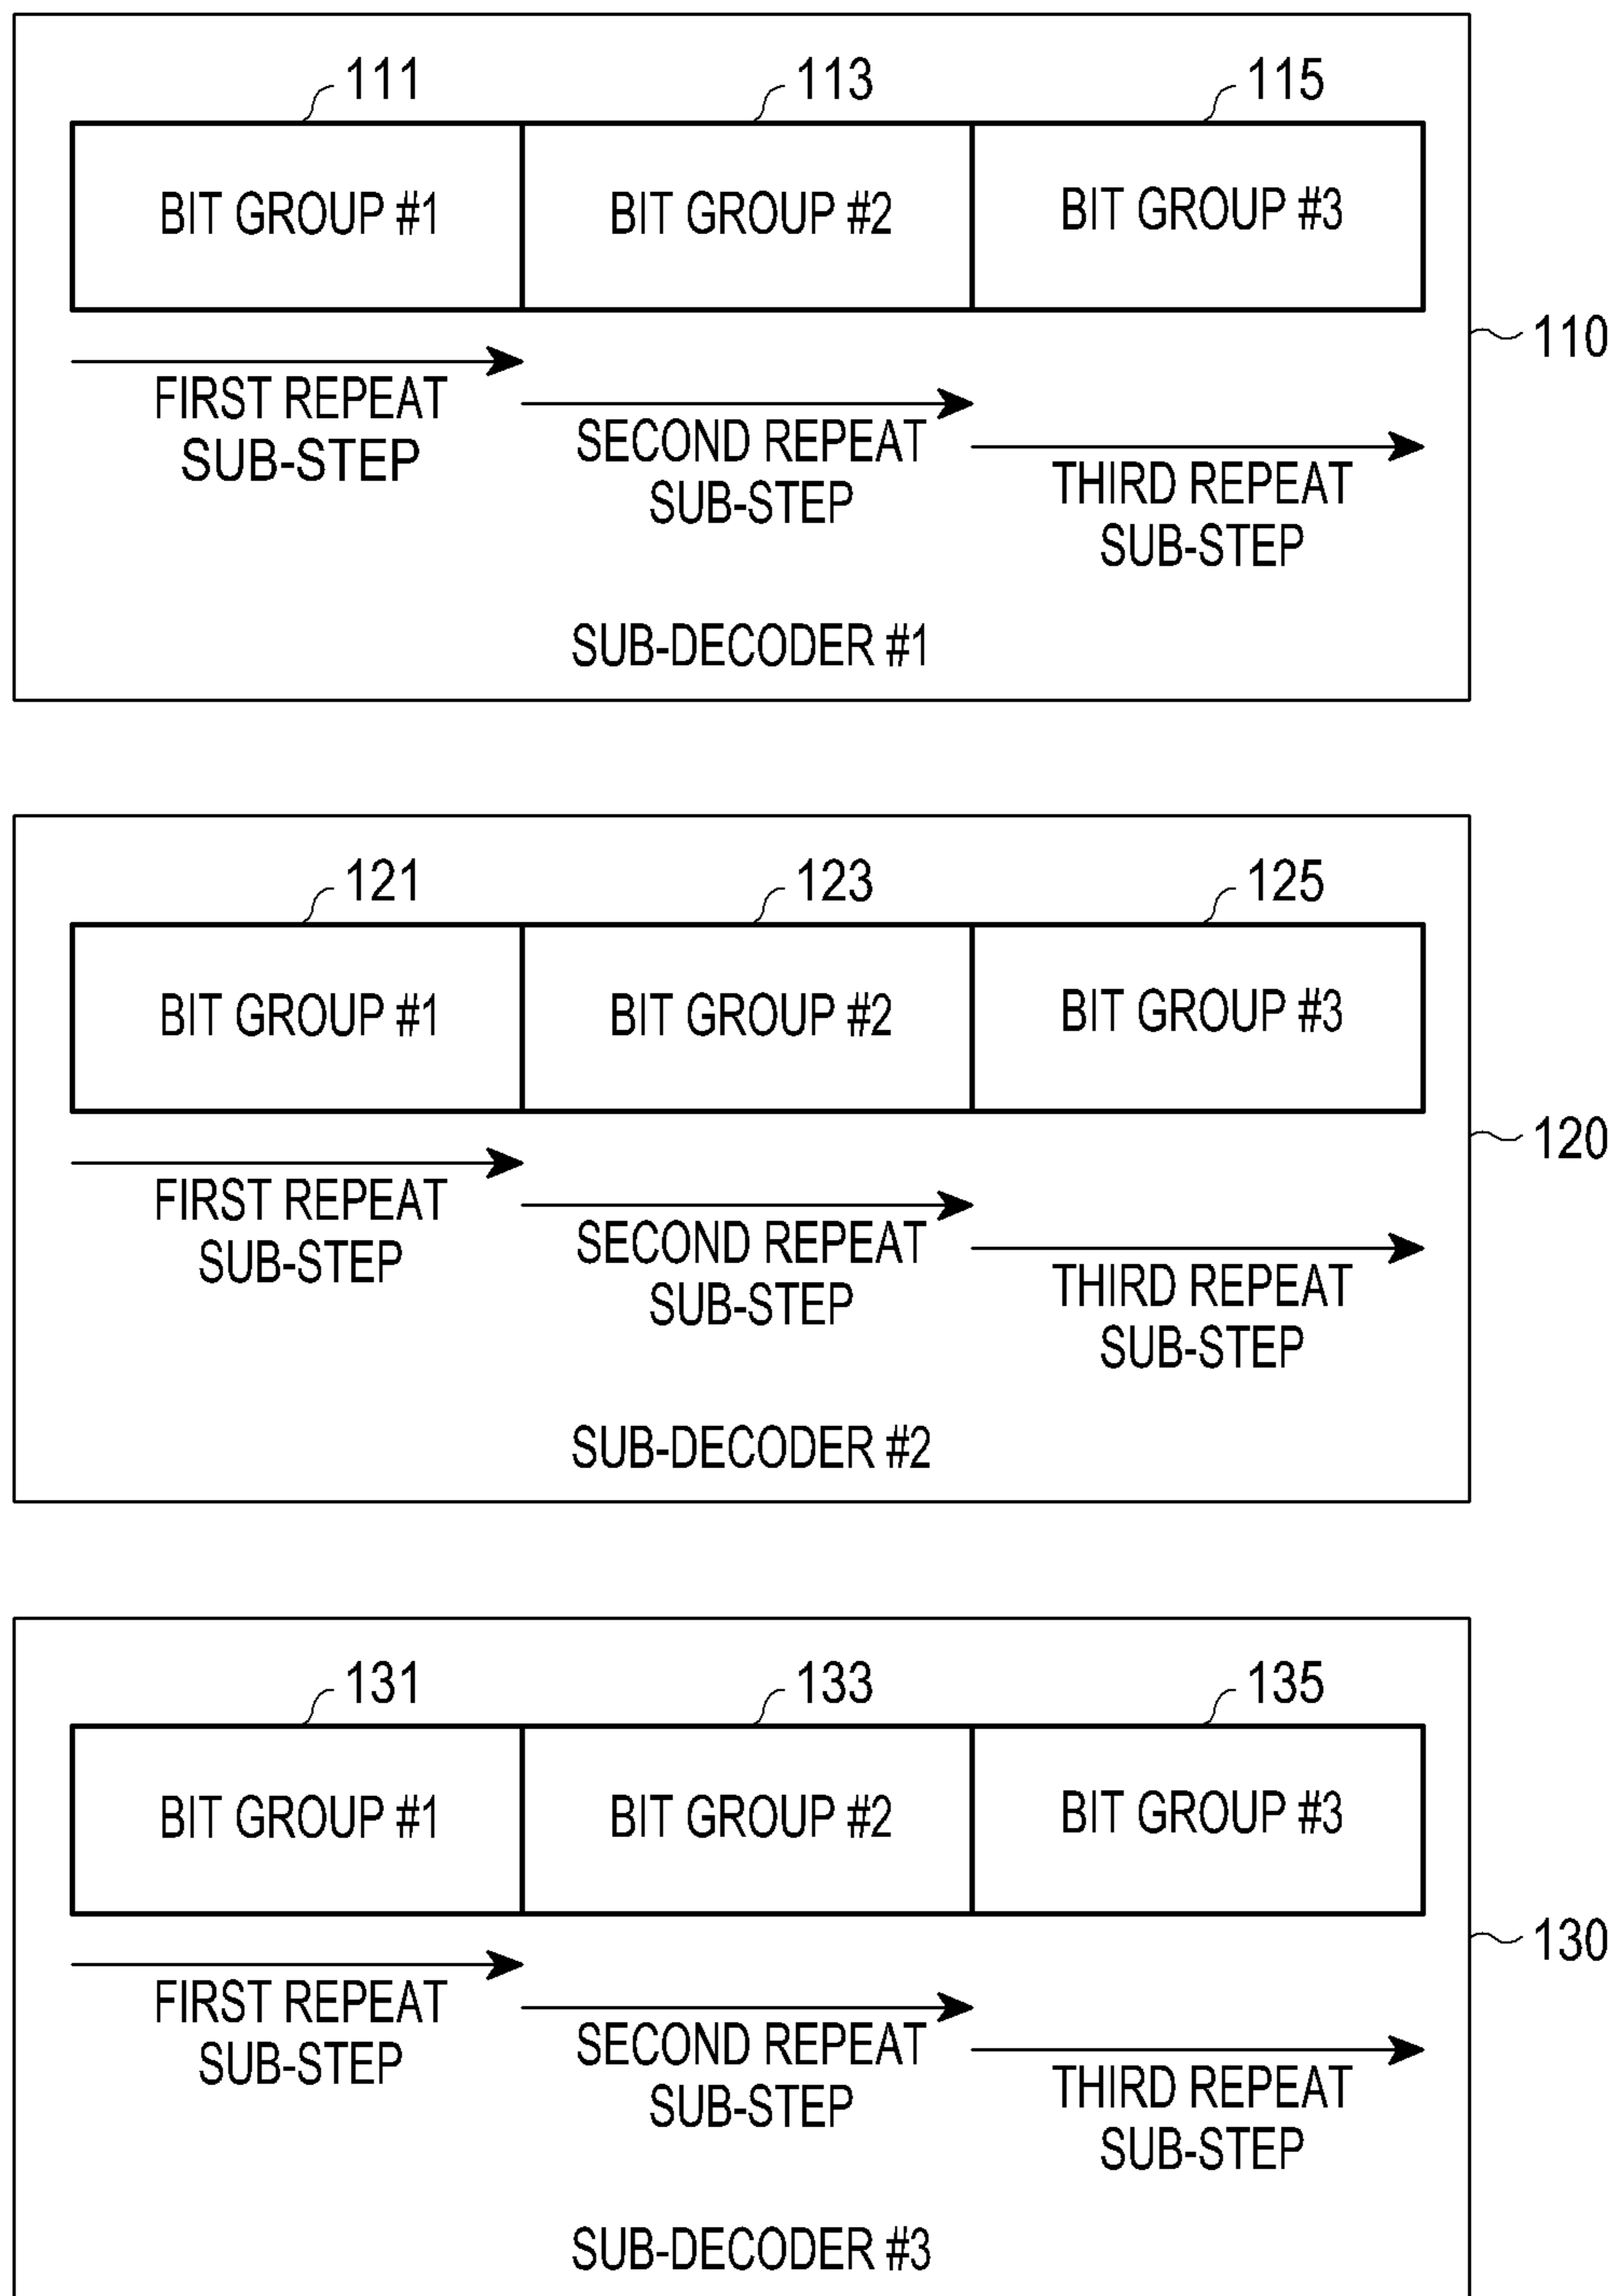 111 113 115
BIT GROUP #1 BIT GROUP #2 BIT GROUP #3
110
FIRST REPEAT
SUB-STEP
SECOND REPEAT
SUB-STEP
THIRD REPEAT
SUB-STEP
SUB-DECODER #1
121 123 125
BIT GROUP #1 BIT GROUP #2 BIT GROUP #3
120
FIRST REPEAT
SUB-STEP
SECOND REPEAT
SUB-STEP
THIRD REPEAT
SUB-STEP
SUB-DECODER #2
131 133 135
BIT GROUP #1 BIT GROUP #2 BIT GROUP #3
130
FIRST REPEAT
SUB-STEP
SECOND REPEAT
SUB-STEP
THIRD REPEAT
SUB-STEP
SUB-DECODER #3